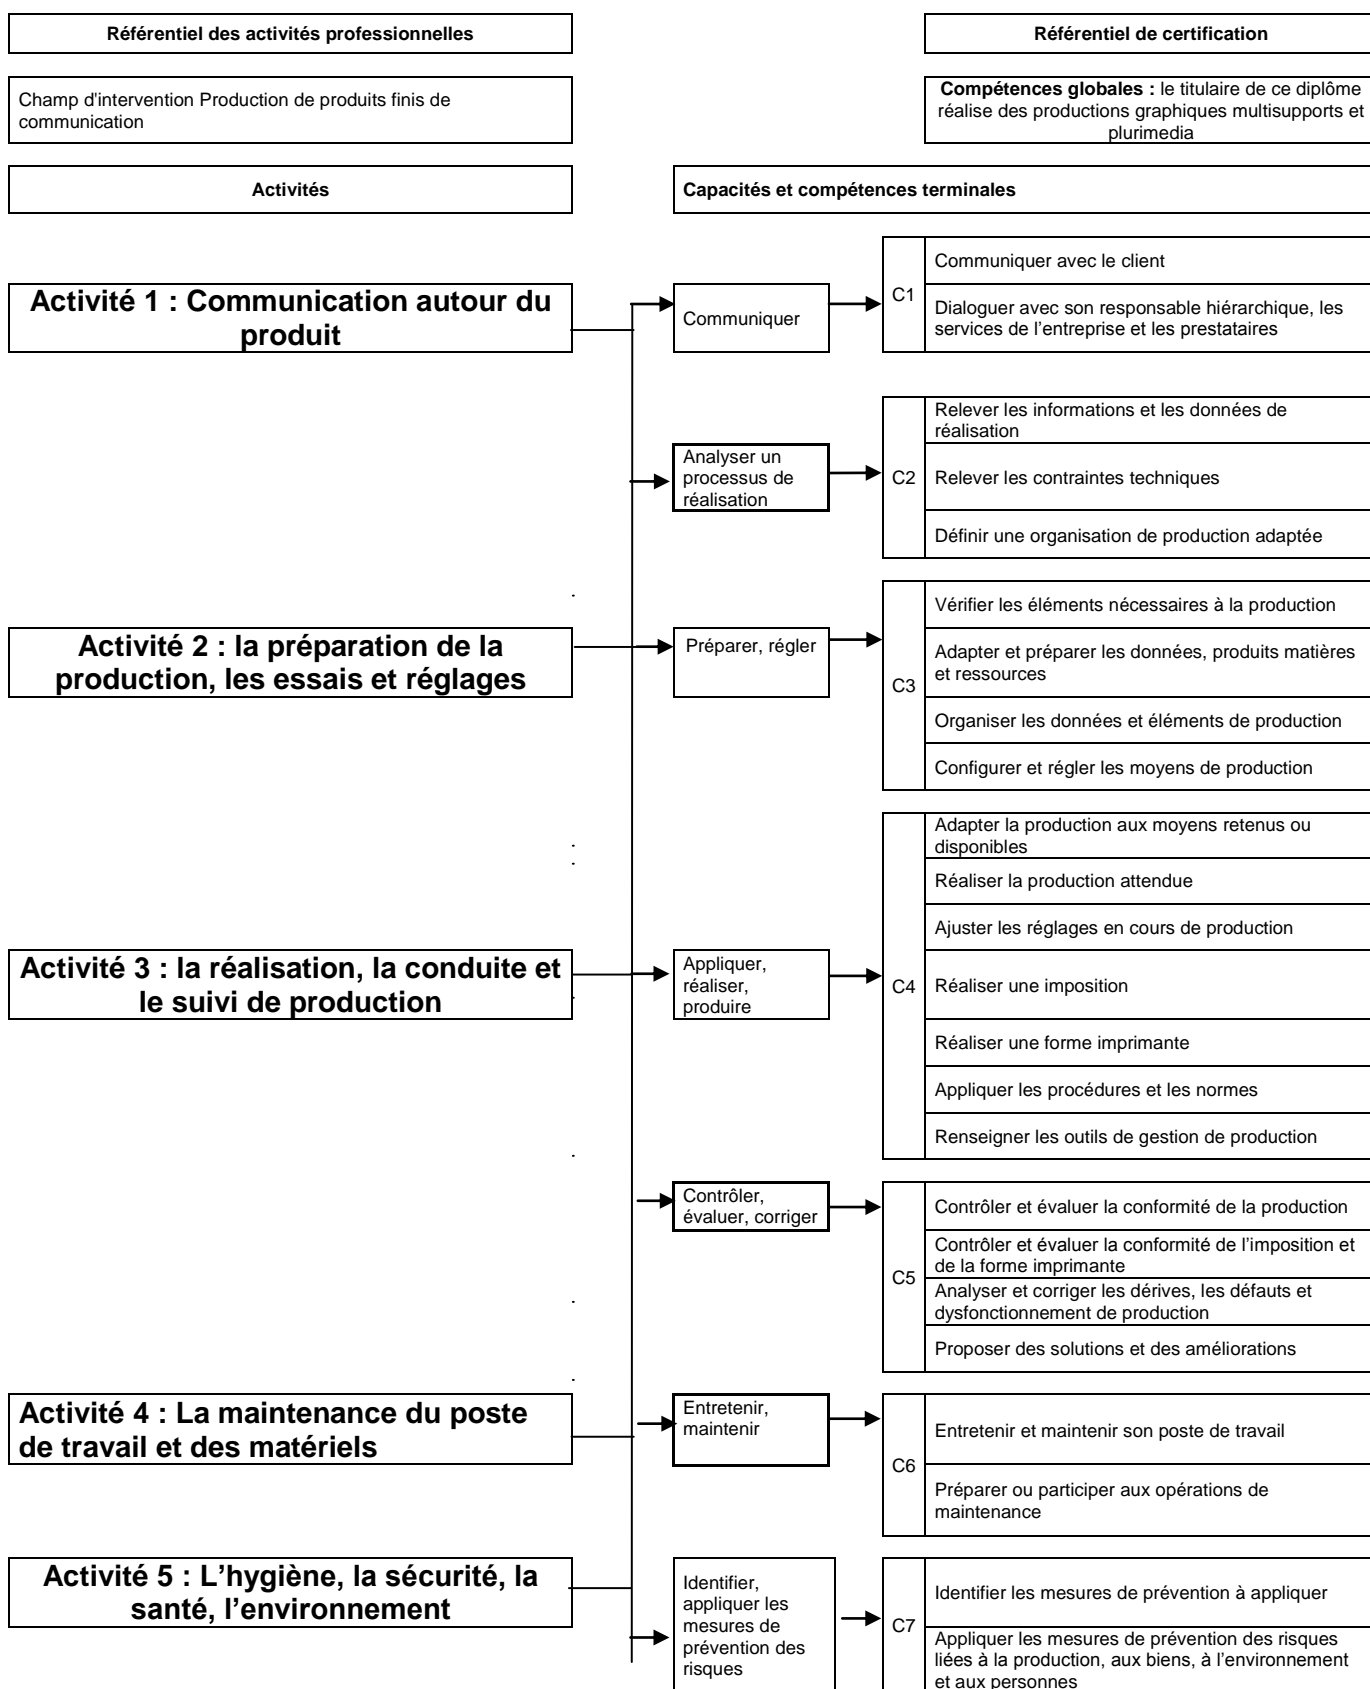 Référentiel des activités professionnelles
Référentiel de certification
Champ d'intervention Production de produits finis de
communication
Compétences globales : le titulaire de ce diplôme
réalise des productions graphiques multisupports et
plurimedia
Activités
Capacités et compétences terminales
Activité 1 : Communication autour du
produit
Communiquer
C1
Communiquer avec le client
Dialoguer avec son responsable hiérarchique, les
services de l’entreprise et les prestataires
Analyser un
processus de
réalisation
C2
Relever les informations et les données de
réalisation
Relever les contraintes techniques
Définir une organisation de production adaptée
Activité 2 : la préparation de la
production, les essais et réglages
Préparer, régler
C3
Vérifier les éléments nécessaires à la production
Adapter et préparer les données, produits matières
et ressources
Organiser les données et éléments de production
Configurer et régler les moyens de production
Activité 3 : la réalisation, la conduite et
le suivi de production
Appliquer,
réaliser,
produire
C4
Adapter la production aux moyens retenus ou
disponibles
Réaliser la production attendue
Ajuster les réglages en cours de production
Réaliser une imposition
Réaliser une forme imprimante
Appliquer les procédures et les normes
Renseigner les outils de gestion de production
Contrôler,
évaluer, corriger
C5
Contrôler et évaluer la conformité de la production
Contrôler et évaluer la conformité de l’imposition et
de la forme imprimante
Analyser et corriger les dérives, les défauts et
dysfonctionnement de production
Proposer des solutions et des améliorations
Activité 4 : La maintenance du poste
de travail et des matériels
Entretenir,
maintenir
C6
Entretenir et maintenir son poste de travail
Préparer ou participer aux opérations de
maintenance
Activité 5 : L’hygiène, la sécurité, la
santé, l’environnement
Identifier,
appliquer les
mesures de
prévention des
risques
C7
Identifier les mesures de prévention à appliquer
Appliquer les mesures de prévention des risques
liées à la production, aux biens, à l’environnement
et aux personnes